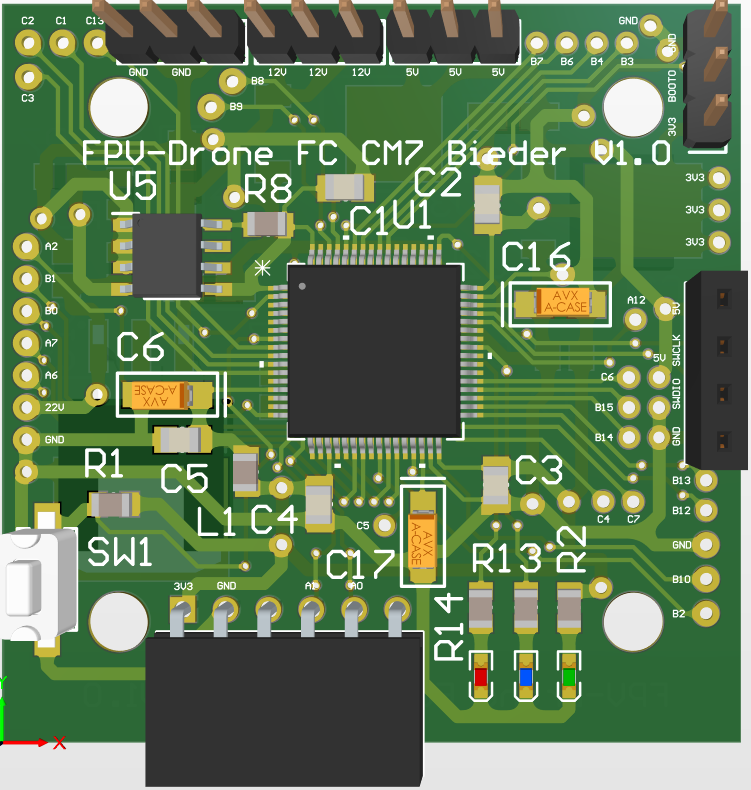 C2 C1 C13 GND GND 12V 12V 12V 5V 5V 5V B7 B6 B4 B3 GND GND
C3 B8 BOOT0
B9 3V3
FPV-Drone FC CM7 Bieder V1.0
U5 R8 C2 3V3
C1 U1 3V3
A2 C16 3V3
B1 AVX A-CASE A12 5V
B0 SWCLK
A7 C6 5V
A6 AVX A-CASE C6 SWDIO
22V B15
GND B14 GND
R1 C5 C3 B13
L1 C4 C5 AVX A-CASE C4 C7 B12
SW1 C17 R13 R2 GND
3V3 GND A0 B10
R14 B2
X